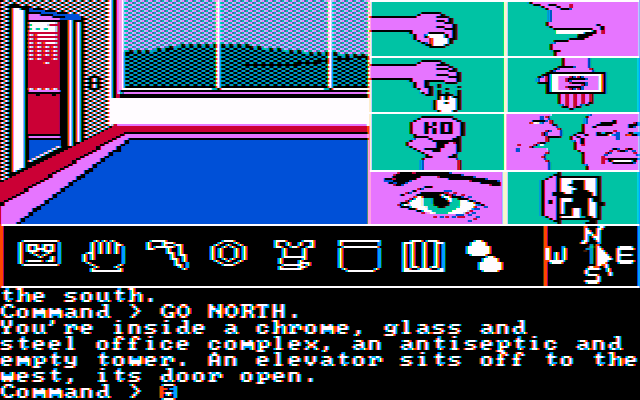 $
KO
N
W E
S
the south.
Command > GO NORTH.
You're inside a chrome, glass and
steel office complex, an antiseptic and
empty tower. An elevator sits off to the
west, its door open.
Command >